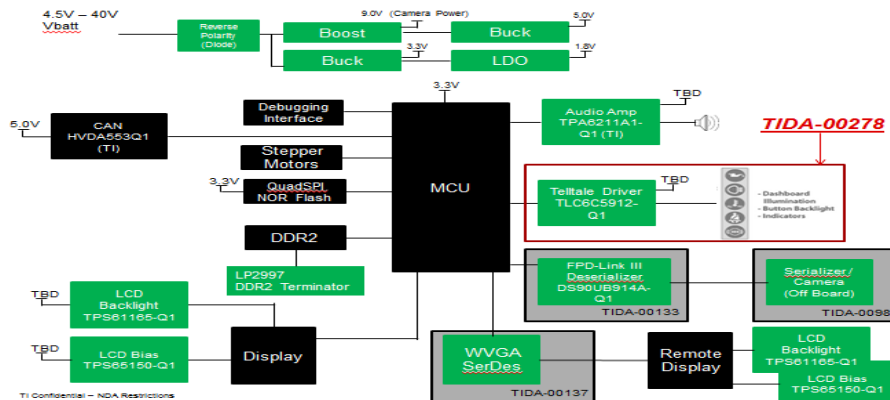 4.5V – 40V
Vbatt
Reverse
Polarity
(Diode)
9.0V (Camera Power)
Boost
Buck
5.0V
Buck
3.3V
LDO
1.8V
3.3V
Debugging
Interface
5.0V
CAN
HVDA553Q1
(TI)
Stepper
Motors
3.3V
QuadSPI
NOR Flash
DDR2
LP2997
DDR2 Terminator
MCU
TBD
Audio Amp
TPA6211A1-
Q1 (TI)
TIDA-00278
Telltale Driver
TLC6C5912-
Q1
TBD
- Dashboard
Illumination
- Button Backlight
- Indicators
FPD-Link III
Deserializer
DS90UB914A-
Q1
TIDA-00133
Serializer/
Camera
(Off Board)
TIDA-0098
TBD
LCD
Backlight
TPS61165-Q1
TBD
LCD Bias
TPS65150-Q1
Display
WVGA
SerDes
TIDA-00137
Remote
Display
LCD
Backlight
TPS61165-Q1
LCD Bias
TPS65150-Q1
TI Confidential – NDA Restrictions